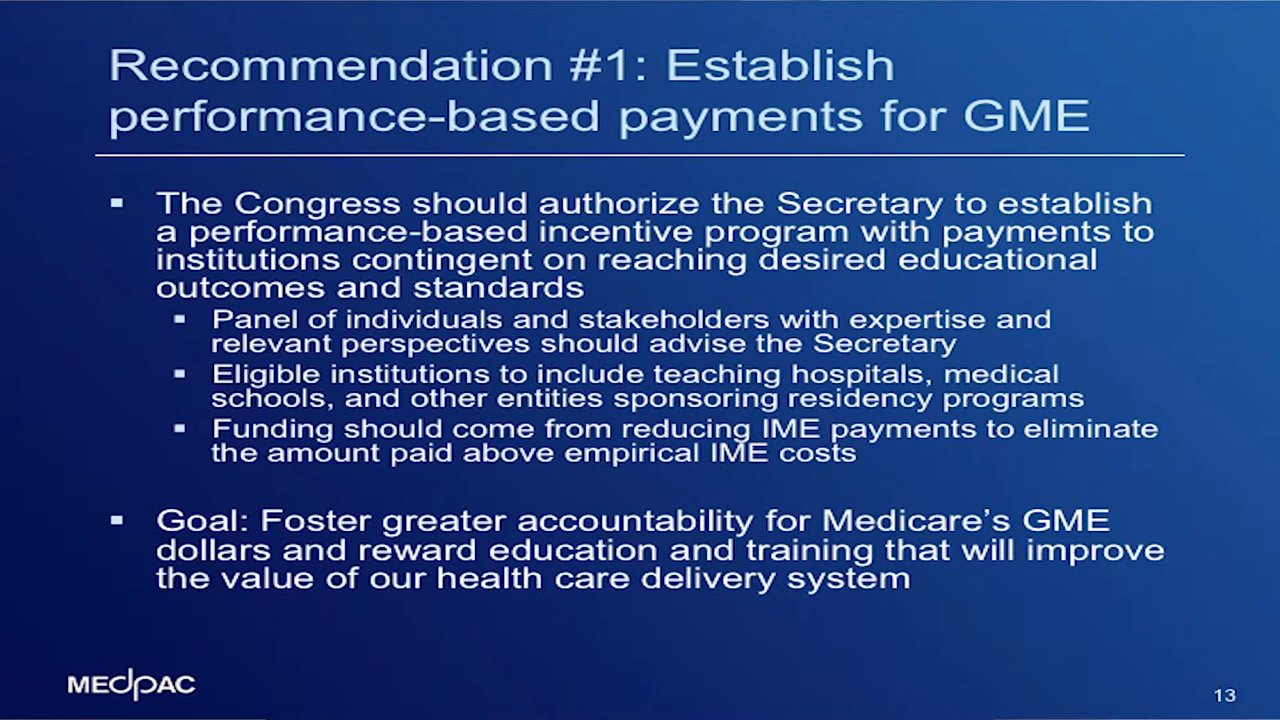 Recommendation #1: Establish
performance-based payments for GME
▪ The Congress should authorize the Secretary to establish
a performance-based incentive program with payments to
institutions contingent on reaching desired educational
outcomes and standards
▪ Panel of individuals and stakeholders with expertise and
relevant perspectives should advise the Secretary
▪ Eligible institutions to include teaching hospitals, medical
schools, and other entities sponsoring residency programs
▪ Funding should come from reducing IME payments to eliminate
the amount paid above empirical IME costs
▪ Goal: Foster greater accountability for Medicare’s GME
dollars and reward education and training that will improve
the value of our health care delivery system
MEdpAC
13